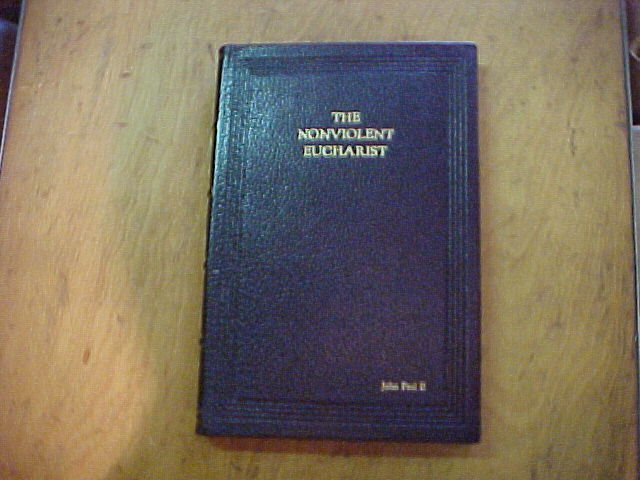 THE
NONVIOLENT
EUCHARIST
John Paul II